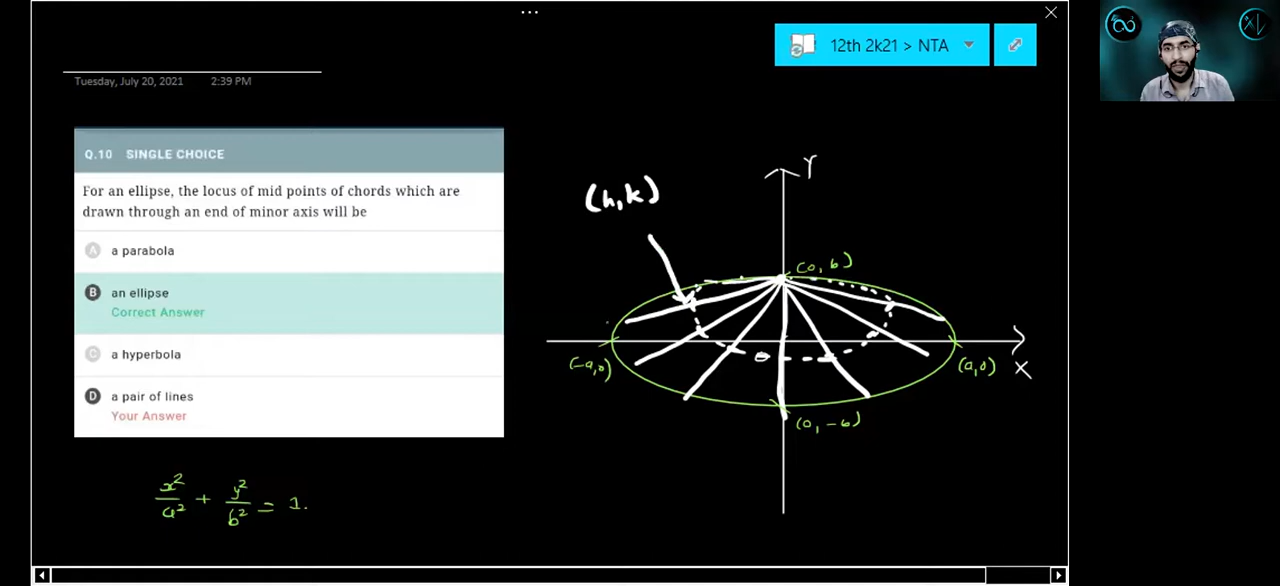 12th 2k21 > NTA
Tuesday, July 20, 2021 2:39 PM
Q.10 SINGLE CHOICE
For an ellipse, the locus of mid points of chords which are
drawn through an end of minor axis will be
A a parabola
B an ellipse
Correct Answer
C a hyperbola
D a pair of lines
Your Answer
x²/a² + y²/b² = 1.
Y
(h,k)
(0, b)
(-a,0)
(a,0)
X
(0, -b)